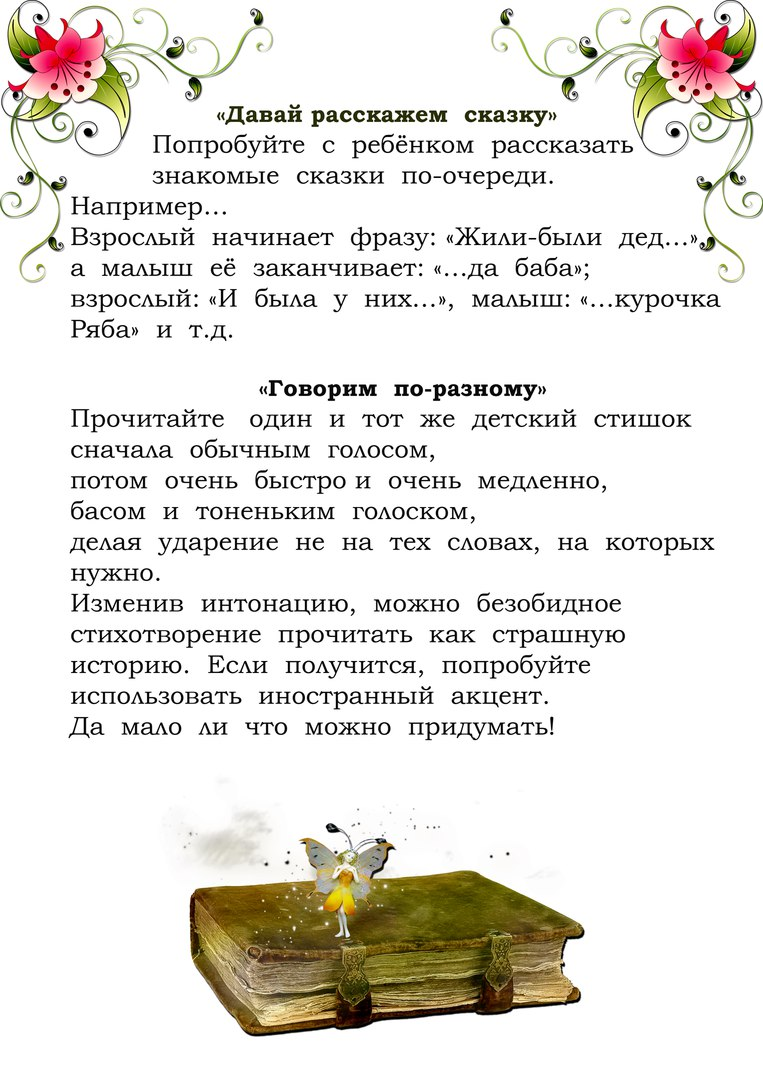 «Давай расскажем сказку»
Попробуйте с ребёнком рассказать
знакомые сказки по-очереди.
Например…
Взрослый начинает фразу: «Жили-были дед…»,
а малыш её заканчивает: «…да баба»;
взрослый: «И была у них…», малыш: «…курочка
Ряба» и т.д.
«Говорим по-разному»
Прочитайте один и тот же детский стишок
сначала обычным голосом,
потом очень быстро и очень медленно,
басом и тоненьким голоском,
делая ударение не на тех словах, на которых
нужно.
Изменив интонацию, можно безобидное
стихотворение прочитать как страшную
историю. Если получится, попробуйте
использовать иностранный акцент.
Да мало ли что можно придумать!